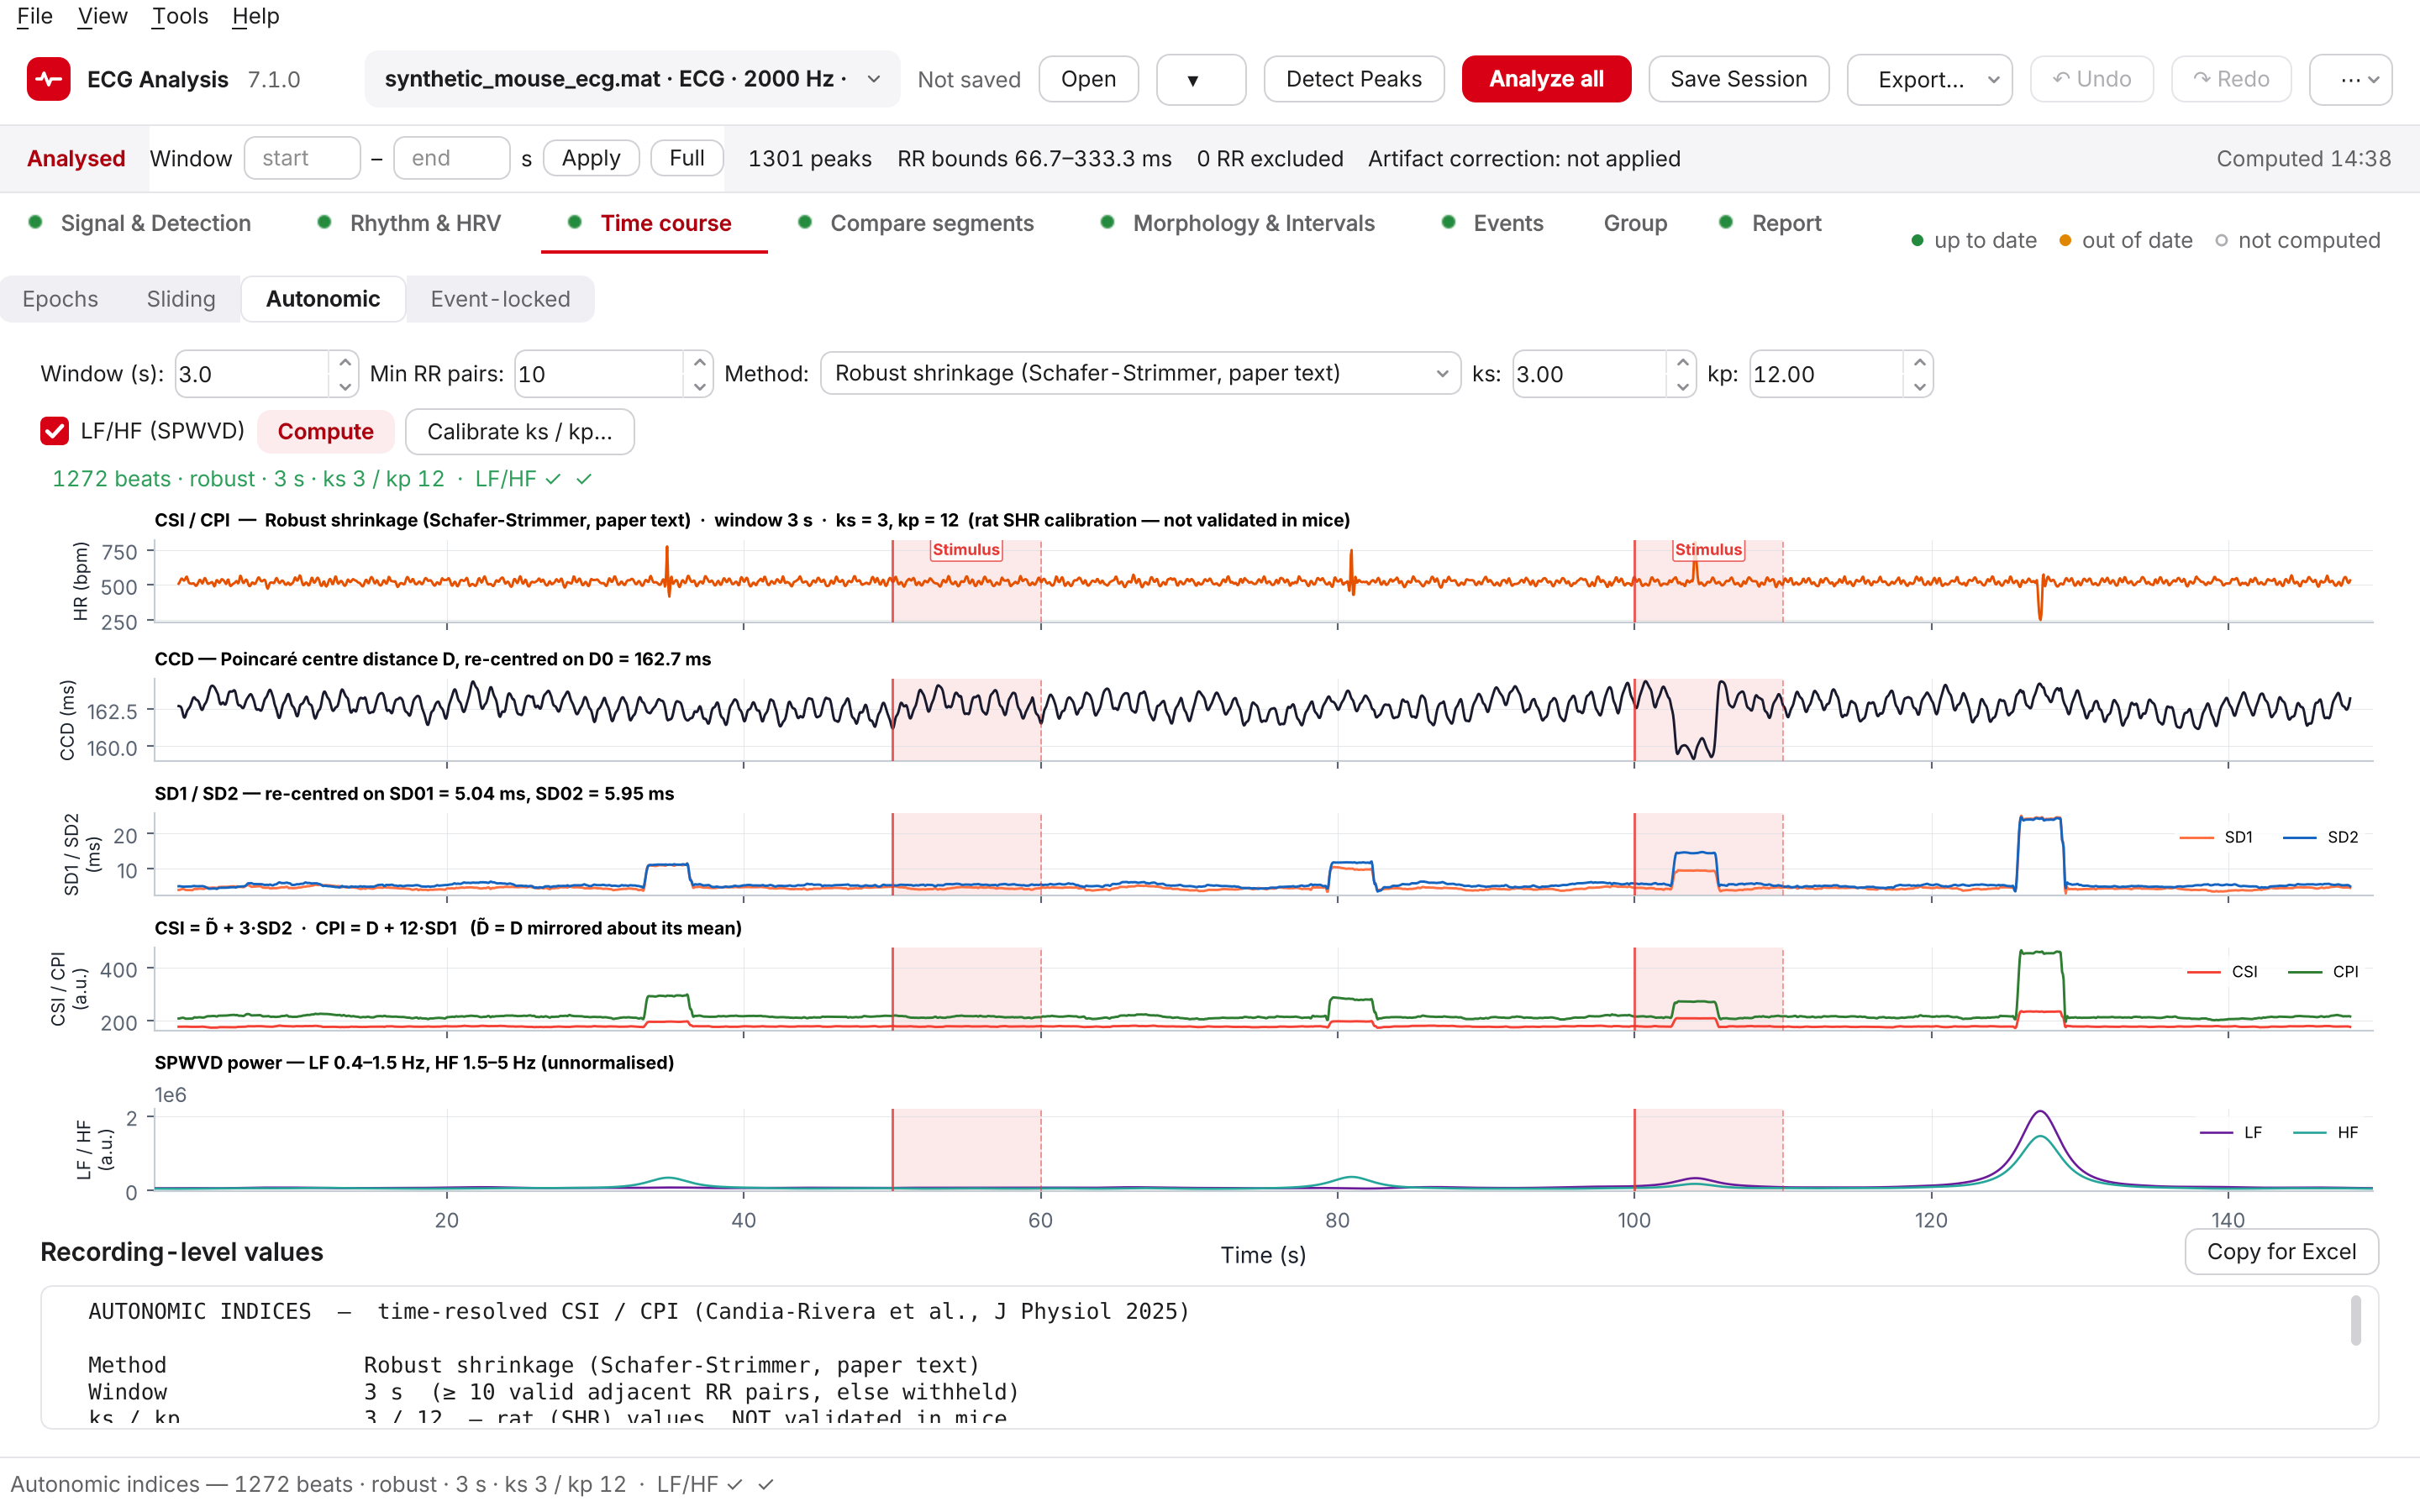 File View Tools Help
ECG Analysis 7.1.0 synthetic_mouse_ecg.mat · ECG · 2000 Hz · Not saved Open ▼ Detect Peaks Analyze all Save Session Export... ↶ Undo ↷ Redo ...
Analysed Window start – end s Apply Full 1301 peaks RR bounds 66.7–333.3 ms 0 RR excluded Artifact correction: not applied Computed 14:38
Signal & Detection Rhythm & HRV Time course Compare segments Morphology & Intervals Events Group Report
up to date out of date not computed
Epochs Sliding Autonomic Event-locked
Window (s): 3.0 Min RR pairs: 10 Method: Robust shrinkage (Schafer-Strimmer, paper text) ks: 3.00 kp: 12.00
LF/HF (SPWVD) Compute Calibrate ks / kp...
1272 beats · robust · 3 s · ks 3 / kp 12 · LF/HF ✓ ✓
CSI / CPI — Robust shrinkage (Schafer-Strimmer, paper text) · window 3 s · ks = 3, kp = 12 (rat SHR calibration — not validated in mice)
HR (bpm)
750
500
250
Stimulus
Stimulus
CCD — Poincaré centre distance D, re-centred on D0 = 162.7 ms
CCD (ms)
162.5
160.0
SD1 / SD2 — re-centred on SD01 = 5.04 ms, SD02 = 5.95 ms
SD1 / SD2
(ms)
20
10
SD1 SD2
CSI = D̃ + 3·SD2 · CPI = D + 12·SD1 (D̃ = D mirrored about its mean)
CSI / CPI
(a.u.)
400
200
CSI CPI
SPWVD power — LF 0.4–1.5 Hz, HF 1.5–5 Hz (unnormalised)
1e6
LF / HF
(a.u.)
2
0
LF HF
20 40 60 80 100 120 140
Time (s)
Recording-level values
Copy for Excel
AUTONOMIC INDICES — time-resolved CSI / CPI (Candia-Rivera et al., J Physiol 2025)
Method Robust shrinkage (Schafer-Strimmer, paper text)
Window 3 s (≥ 10 valid adjacent RR pairs, else withheld)
ks / kp 3 / 12 — rat (SHR) values, NOT validated in mice
Autonomic indices — 1272 beats · robust · 3 s · ks 3 / kp 12 · LF/HF ✓ ✓